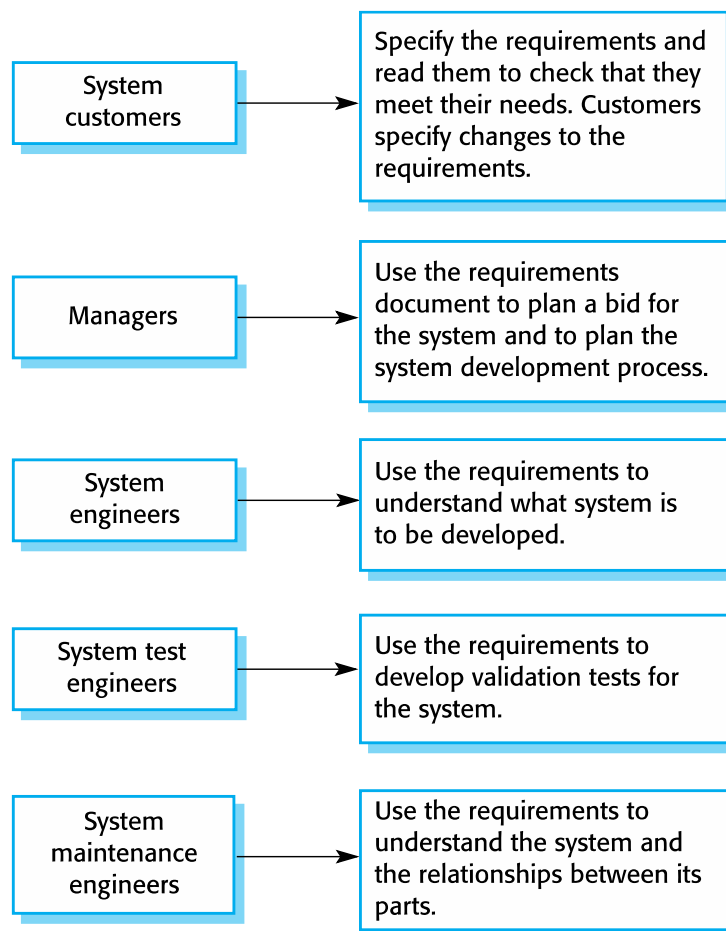 System
customers
Specify the requirements and
read them to check that they
meet their needs. Customers
specify changes to the
requirements.
Managers
Use the requirements
document to plan a bid for
the system and to plan the
system development process.
System
engineers
Use the requirements to
understand what system is
to be developed.
System test
engineers
Use the requirements to
develop validation tests for
the system.
System
maintenance
engineers
Use the requirements to
understand the system and
the relationships between its
parts.